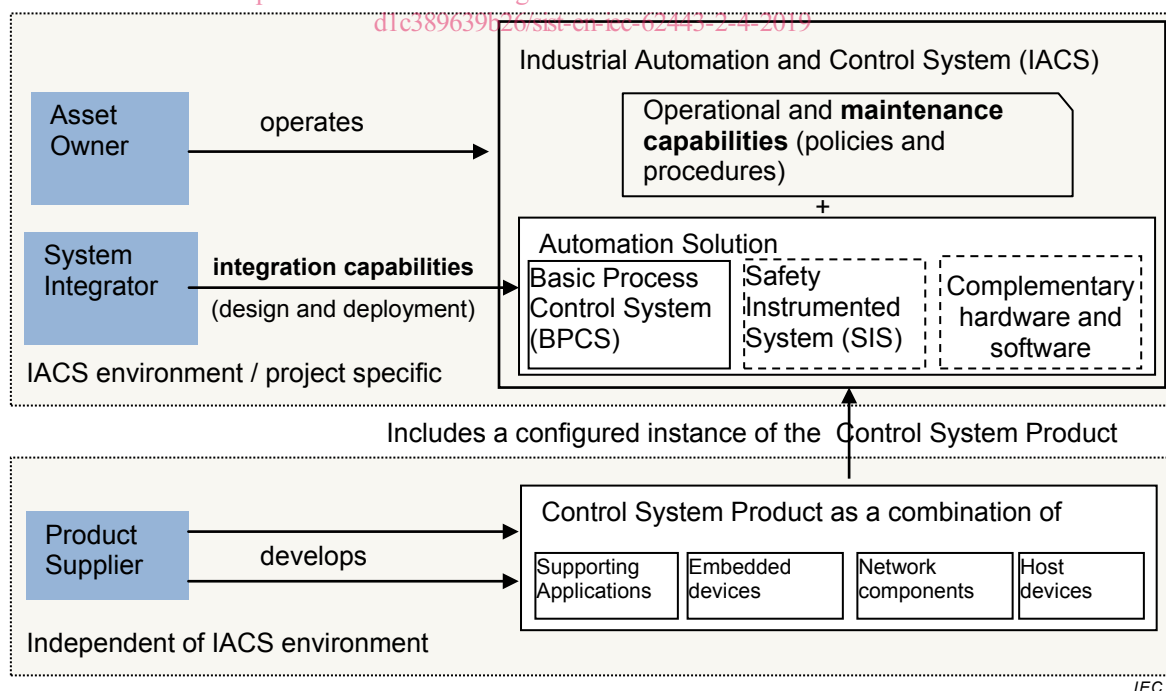 d1c389639b26/sist-en-iec-62443-2-4-2019
Industrial Automation and Control System (IACS)
Asset
Owner
operates
Operational and maintenance
capabilities (policies and
procedures)
+
System
Integrator
integration capabilities
(design and deployment)
Automation Solution
Basic Process
Control System
(BPCS)
Safety
Instrumented
System (SIS)
Complementary
hardware and
software
IACS environment / project specific
Includes a configured instance of the Control System Product
Product
Supplier
develops
Control System Product as a combination of
Supporting
Applications
Embedded
devices
Network
components
Host
devices
Independent of IACS environment
IEC